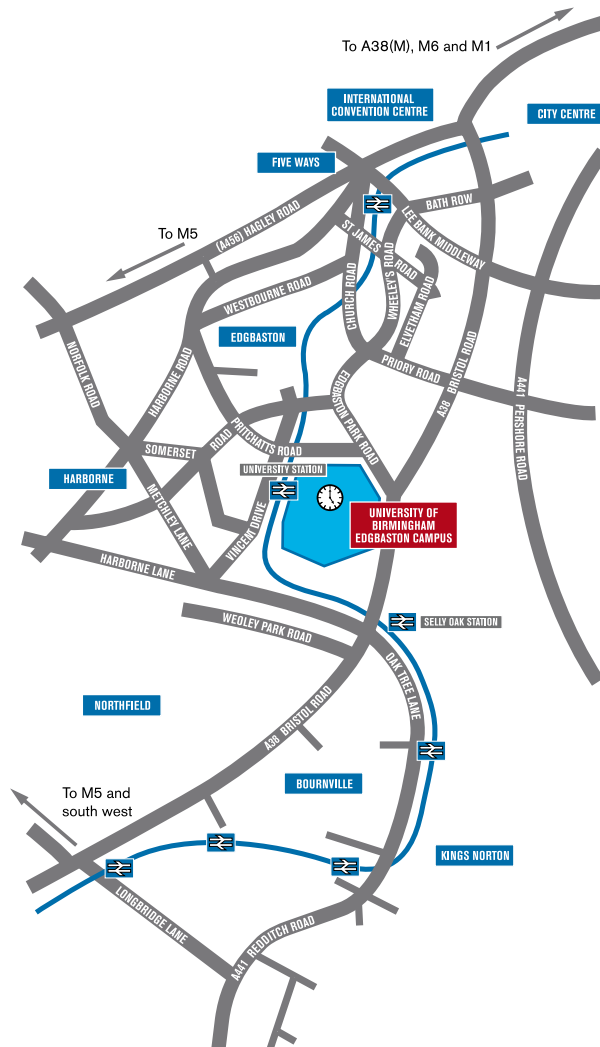 To A38(M), M6 and M1
INTERNATIONAL
CONVENTION CENTRE
CITY CENTRE
FIVE WAYS
BATH ROW
(A456) HAGLEY ROAD
ST JAMES ROAD
LEE BANK MIDDLEWAY
To M5
WESTBOURNE ROAD
CHURCH ROAD
WHEELEY'S ROAD
ELVETHAM ROAD
EDGBASTON
NORFOLK ROAD
HARBORNE ROAD
PRIORY ROAD
A38 BRISTOL ROAD
A441 PERSHORE ROAD
EDGBASTON PARK ROAD
PRITCHATTS ROAD
SOMERSET ROAD
UNIVERSITY STATION
HARBORNE
METCHLEY LANE
VINCENT DRIVE
UNIVERSITY OF
BIRMINGHAM
EDGBASTON CAMPUS
HARBORNE LANE
WEOLEY PARK ROAD
SELLY OAK STATION
OAK TREE LANE
NORTHFIELD
A38 BRISTOL ROAD
BOURNVILLE
To M5 and
south west
KINGS NORTON
LONGBRIDGE LANE
A441 REDDITCH ROAD